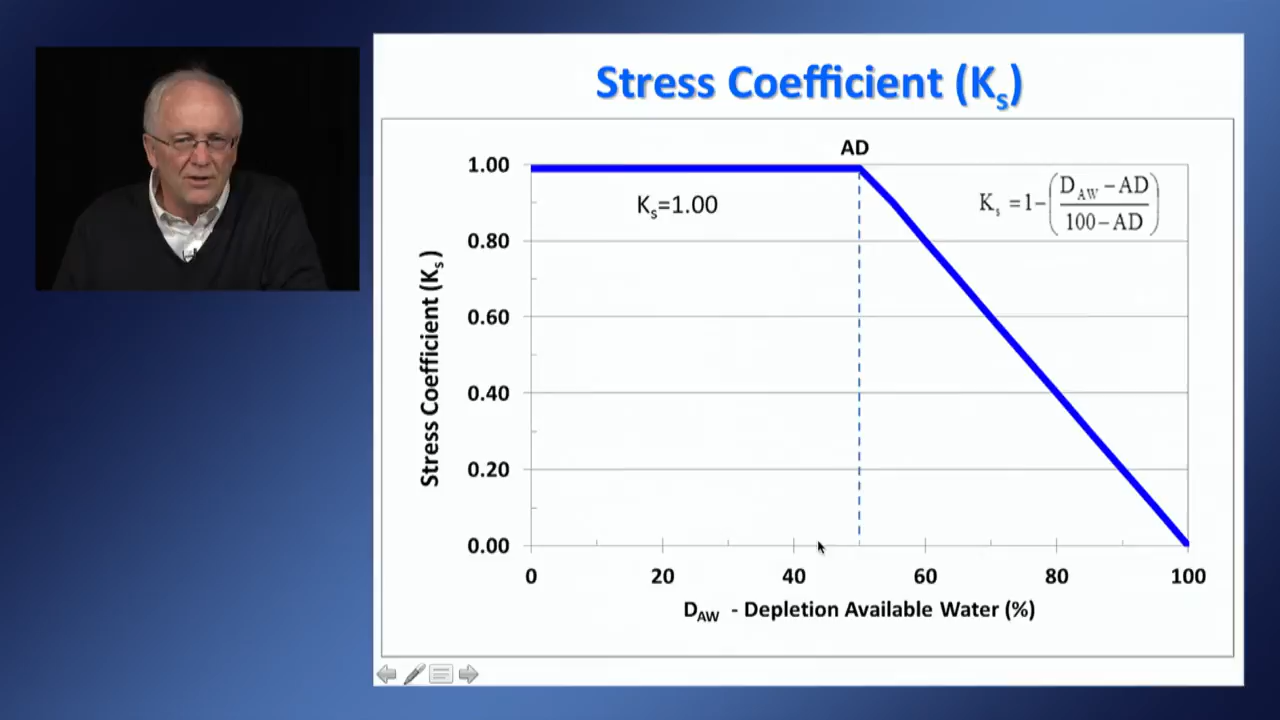 Stress Coefficient (Ks)
AD
1.00
0.80
0.60
0.40
0.20
0.00
Stress Coefficient (Ks)
Ks=1.00
Ks = 1 − (DAW − AD / 100 − AD)
0 20 40 60 80 100
DAW - Depletion Available Water (%)